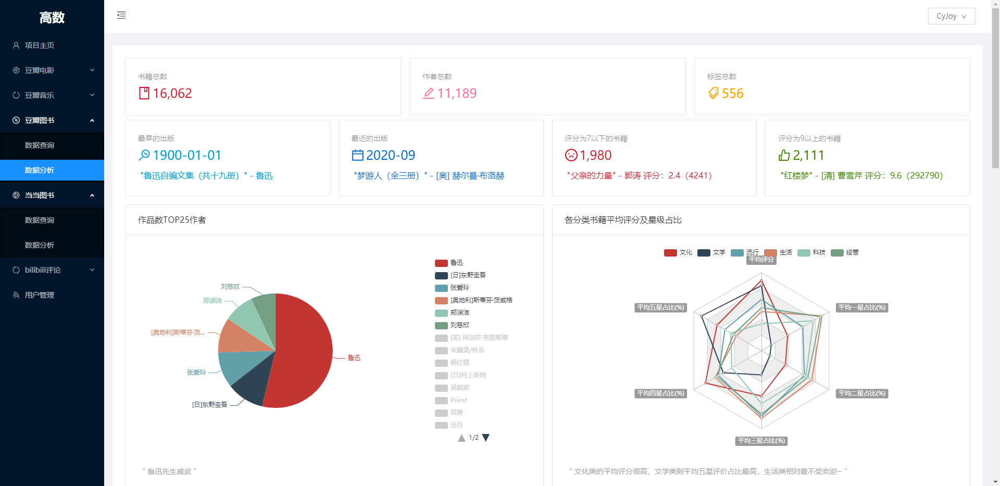 高数
项目主页
豆瓣电影
豆瓣音乐
豆瓣图书
数据查询
数据分析
当当图书
数据查询
数据分析
bilibili评论
用户管理
CyJoy
书籍总数
16,062
作者总数
11,189
标签总数
556
最早的出版
1900-01-01
"鲁迅自编文集（共十九册）" - 鲁迅
最近的出版
2020-09
"梦游人（全三册）" - [奥] 赫尔曼·布洛赫
评分为7以下的书籍
1,980
"父亲的力量" - 郭涛 评分：2.4（4241）
评分为9以上的书籍
2,111
"红楼梦" - [清] 曹雪芹 评分：9.6（292790）
作品数TOP25作者
刘慈欣
郑渊洁
[奥地利]斯蒂芬·茨...
张爱玲
[日]东野圭吾
鲁迅
鲁迅
[日]东野圭吾
张爱玲
[奥地利]斯蒂芬·茨威格
郑渊洁
刘慈欣
[英] 阿加莎·克里斯蒂
未摘录/佚名
杨红樱
[日]村上春树
吴晓波
Priest
耳雅
沧月
1/2
“ 鲁迅先生威武 ”
各分类书籍平均评分及星级占比
文化 文学 流行 生活 科技 经管
平均评分
平均五星占比(%)
平均一星占比(%)
平均四星占比(%)
平均二星占比(%)
平均三星占比(%)
“ 文化类的平均评分很高，文学类则平均五星评价占比最高，生活类相对最不受欢迎~ ”